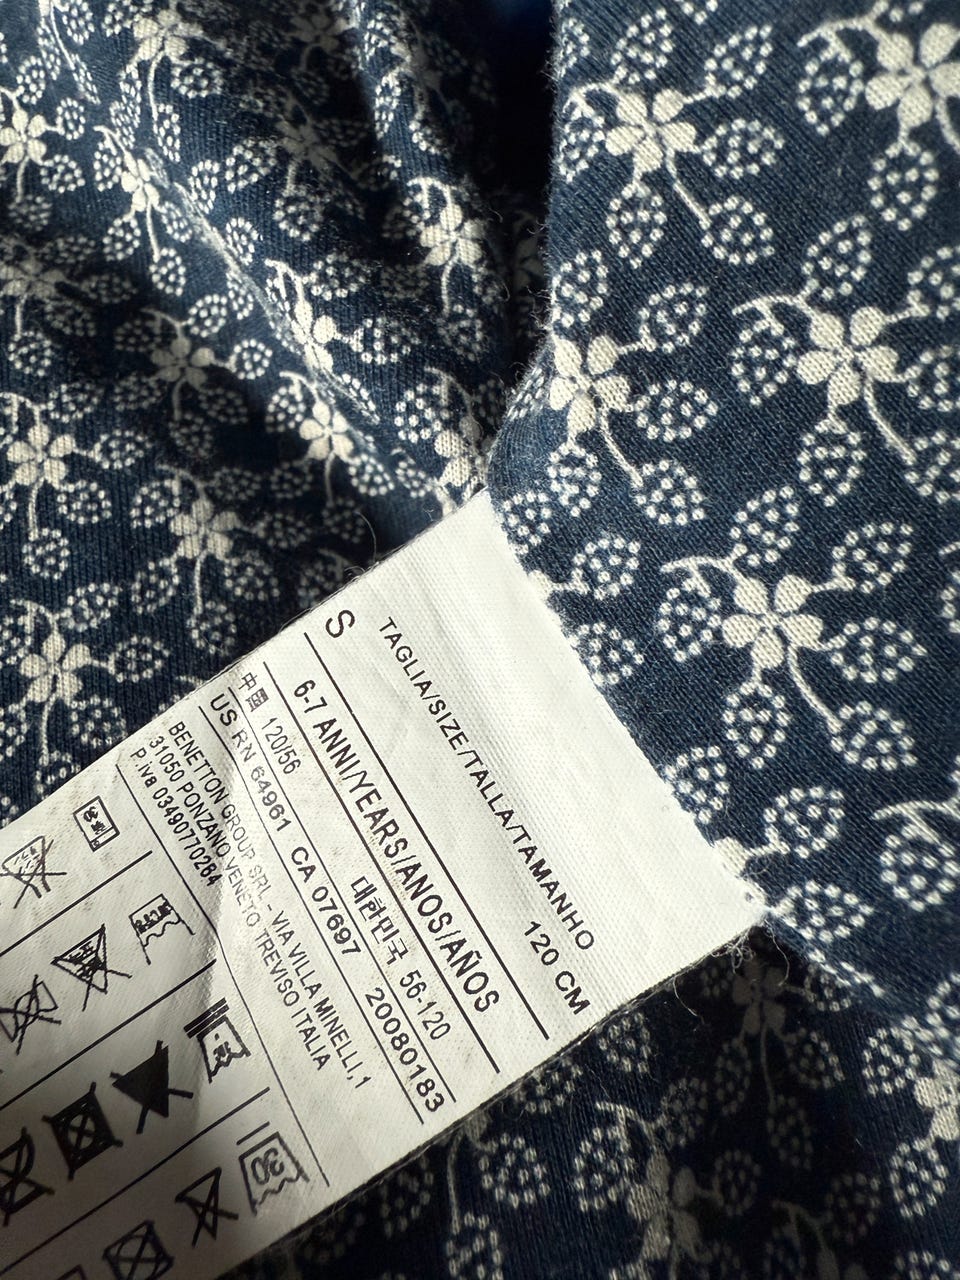 TAGLIA/SIZE/TALLA/TAMANHO
S 120 CM
6-7 ANNI/YEARS/ANOS/AÑOS
中国 120/56 대한민국 56-120
US RN 64961 CA 07697 20080183
BENETTON GROUP SRL - VIA VILLA MINELLI,1
31050 PONZANO VENETO TREVISO ITALIA
P.iva 03490770264
30